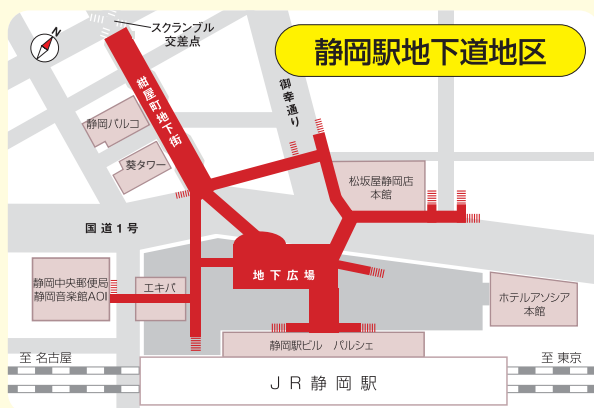 N
スクランブル
交差点
静岡駅地下道地区
紺屋町地下街
御幸通り
静岡パルコ
葵タワー
松坂屋静岡店
本館
国道1号
地下広場
静岡中央郵便局
静岡音楽館AOI
エキパ
ホテルアソシア
本館
静岡駅ビル パルシェ
至 名古屋
至 東京
JR静岡駅